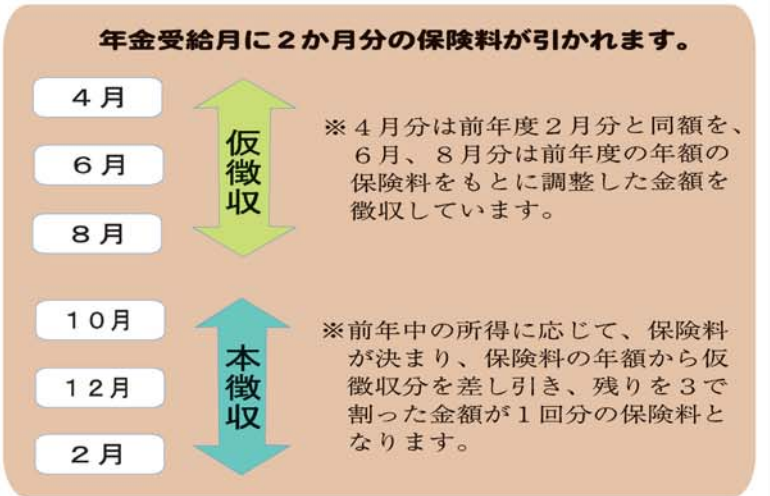 年金受給月に２か月分の保険料が引かれます。
４月
６月
８月
仮徴収
※４月分は前年度２月分と同額を、
６月、８月分は前年度の年額の
保険料をもとに調整した金額を
徴収しています。
１０月
１２月
２月
本徴収
※前年中の所得に応じて、保険料
が決まり、保険料の年額から仮
徴収分を差し引き、残りを３で
割った金額が１回分の保険料と
なります。